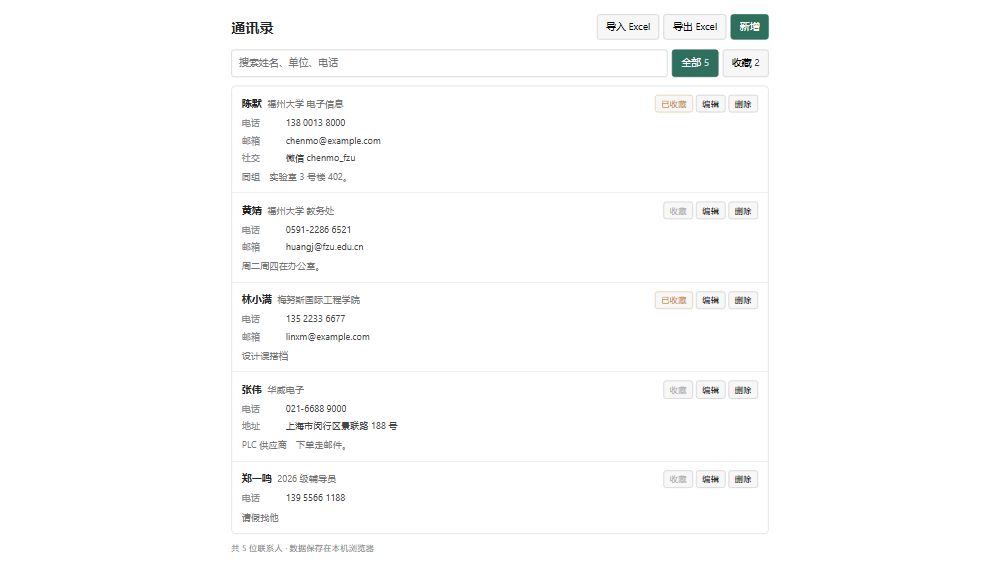 通讯录 导入 Excel 导出 Excel 新增
搜索姓名、单位、电话 全部 5 收藏 2
陈默 福州大学 电子信息 已收藏 编辑 删除
电话 138 0013 8000
邮箱 chenmo@example.com
社交 微信 chenmo_fzu
同组 实验室 3 号楼 402。
黄婧 福州大学 教务处 收藏 编辑 删除
电话 0591-2286 6521
邮箱 huangj@fzu.edu.cn
周二周四在办公室。
林小满 梅努斯国际工程学院 已收藏 编辑 删除
电话 135 2233 6677
邮箱 linxm@example.com
设计课搭档
张伟 华威电子 收藏 编辑 删除
电话 021-6688 9000
地址 上海市闵行区景联路 188 号
PLC 供应商 下单走邮件。
郑一鸣 2026 级辅导员 收藏 编辑 删除
电话 139 5566 1188
请假找他
共 5 位联系人 · 数据保存在本机浏览器